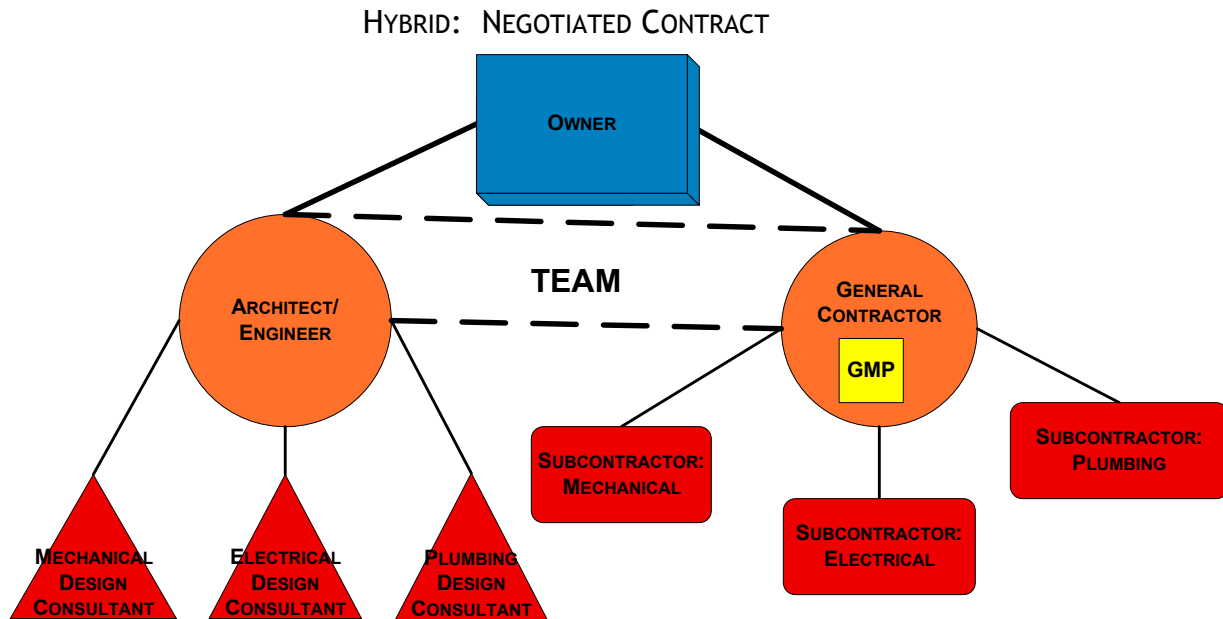 HYBRID: NEGOTIATED CONTRACT
OWNER
TEAM
ARCHITECT/
ENGINEER
GENERAL
CONTRACTOR
GMP
SUBCONTRACTOR:
MECHANICAL
SUBCONTRACTOR:
ELECTRICAL
SUBCONTRACTOR:
PLUMBING
MECHANICAL
DESIGN
CONSULTANT
ELECTRICAL
DESIGN
CONSULTANT
PLUMBING
DESIGN
CONSULTANT